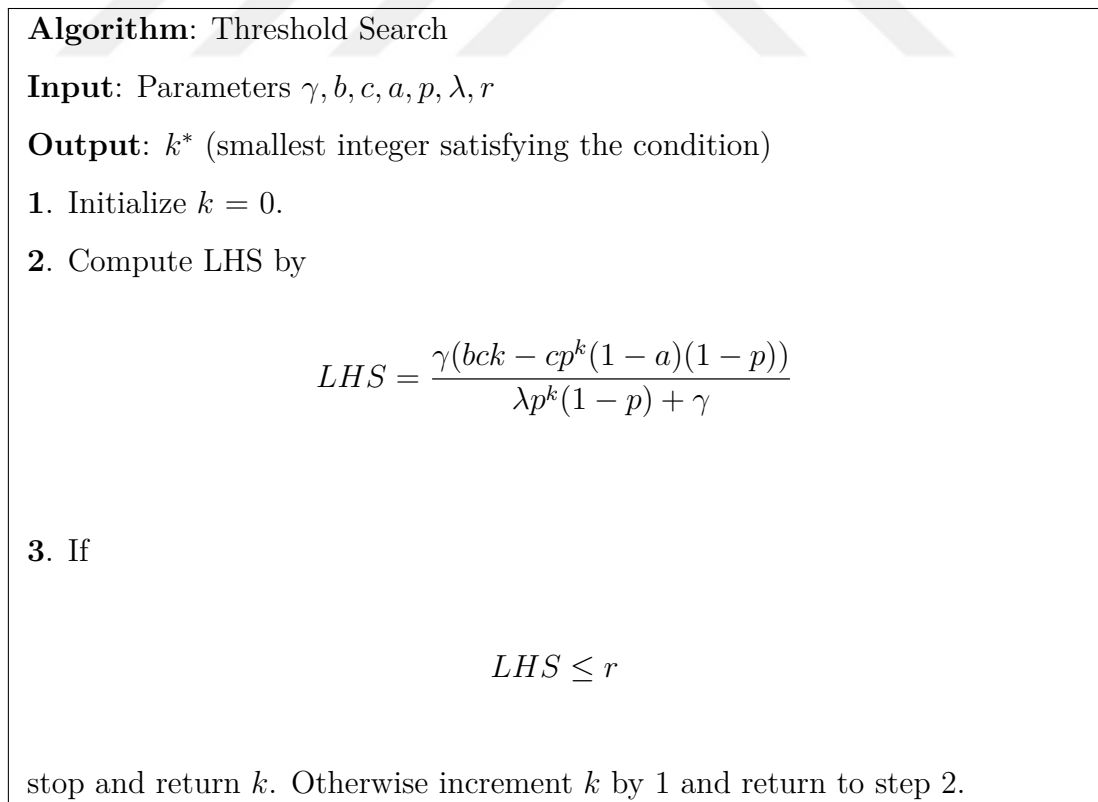 Algorithm: Threshold Search
Input: Parameters γ, b, c, a, p, λ, r
Output: k* (smallest integer satisfying the condition)
1. Initialize k = 0.
2. Compute LHS by
LHS = \frac{γ(bck − cp^k(1 − a)(1 − p))}{λp^k(1 − p) + γ}
3. If
LHS ≤ r
stop and return k. Otherwise increment k by 1 and return to step 2.